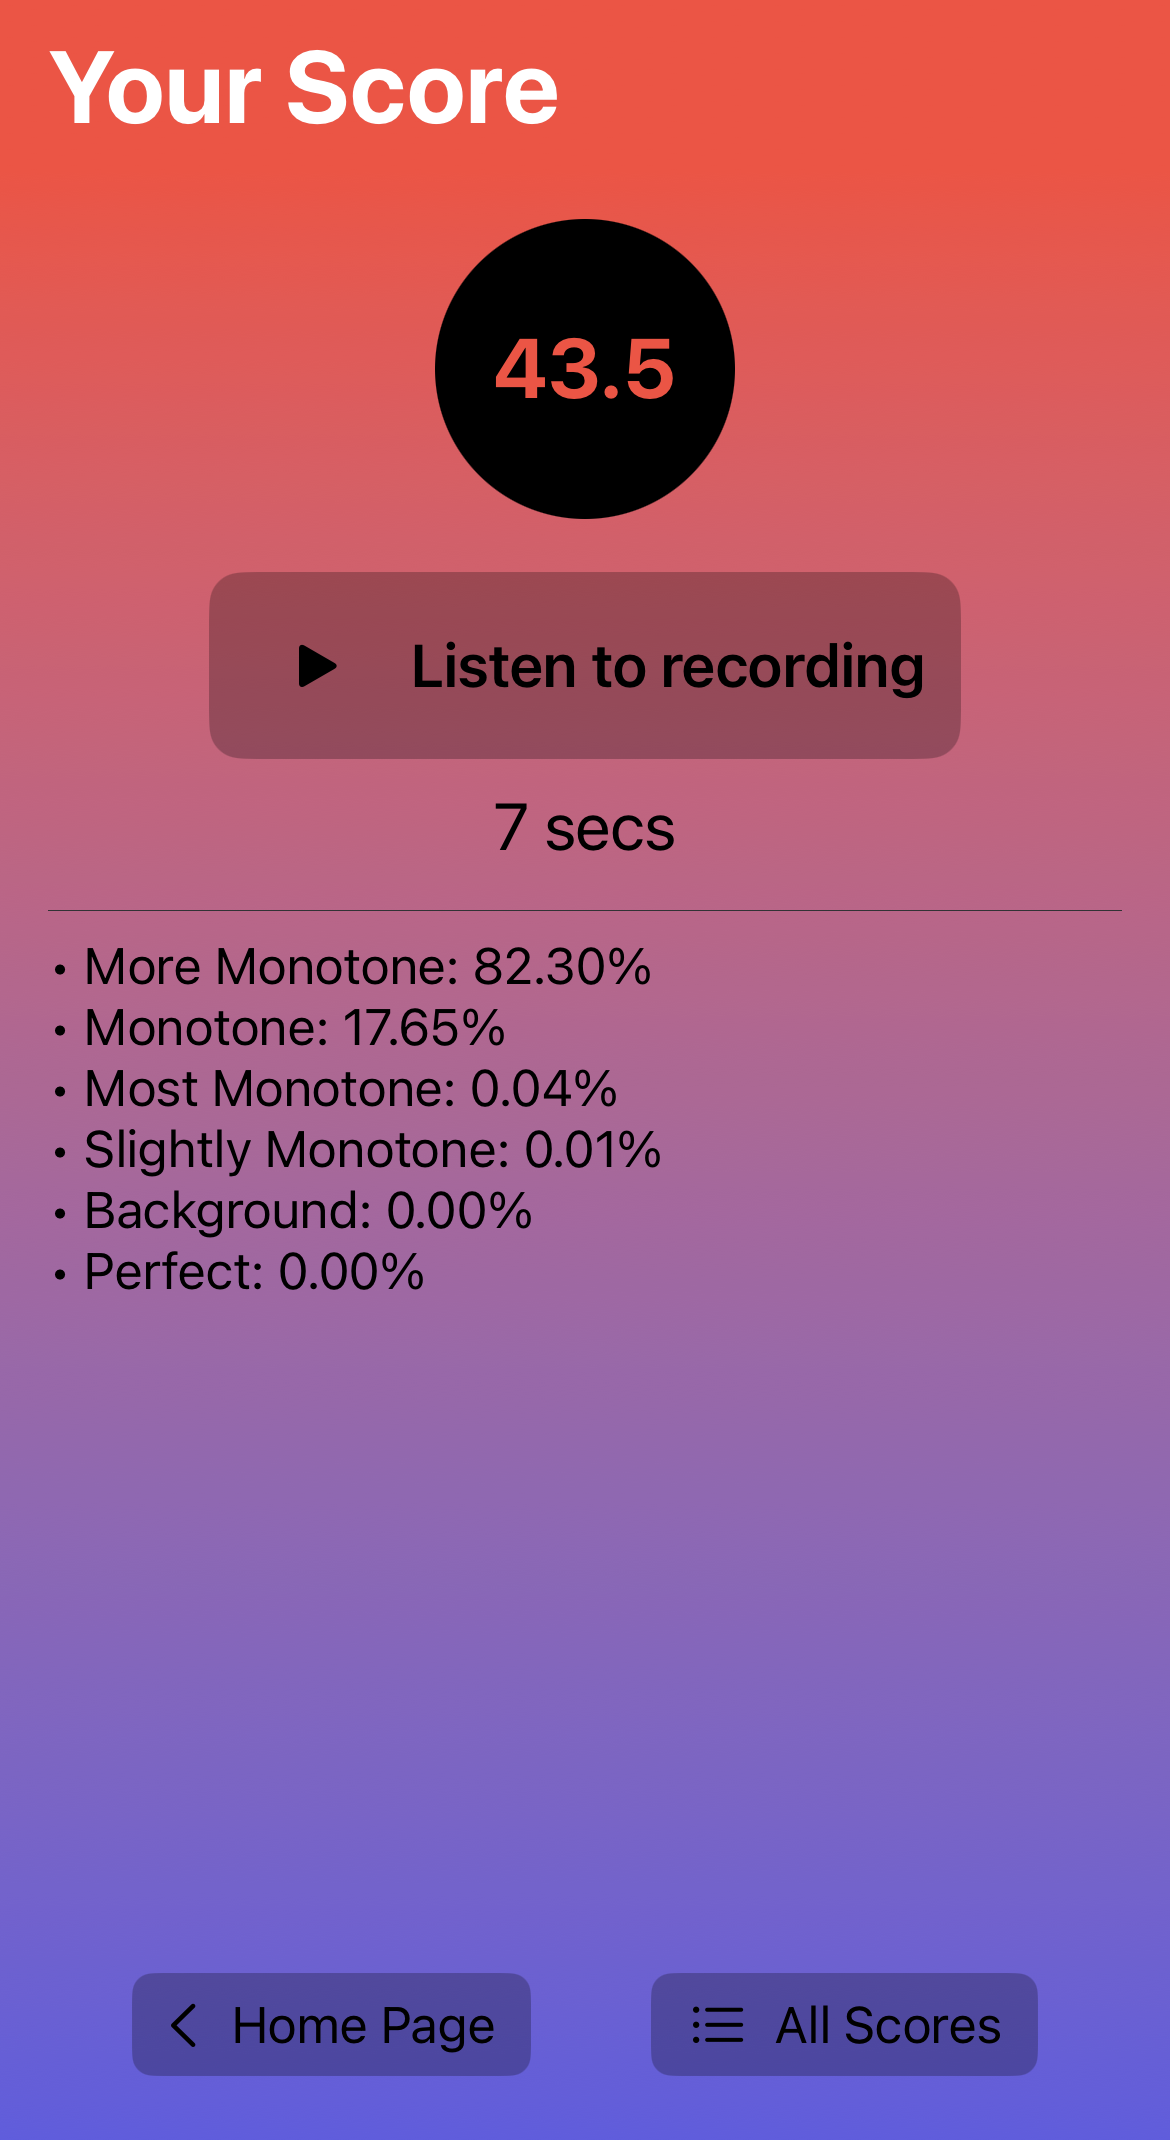 Your Score
43.5
Listen to recording
7 secs
• More Monotone: 82.30%
• Monotone: 17.65%
• Most Monotone: 0.04%
• Slightly Monotone: 0.01%
• Background: 0.00%
• Perfect: 0.00%
Home Page
All Scores